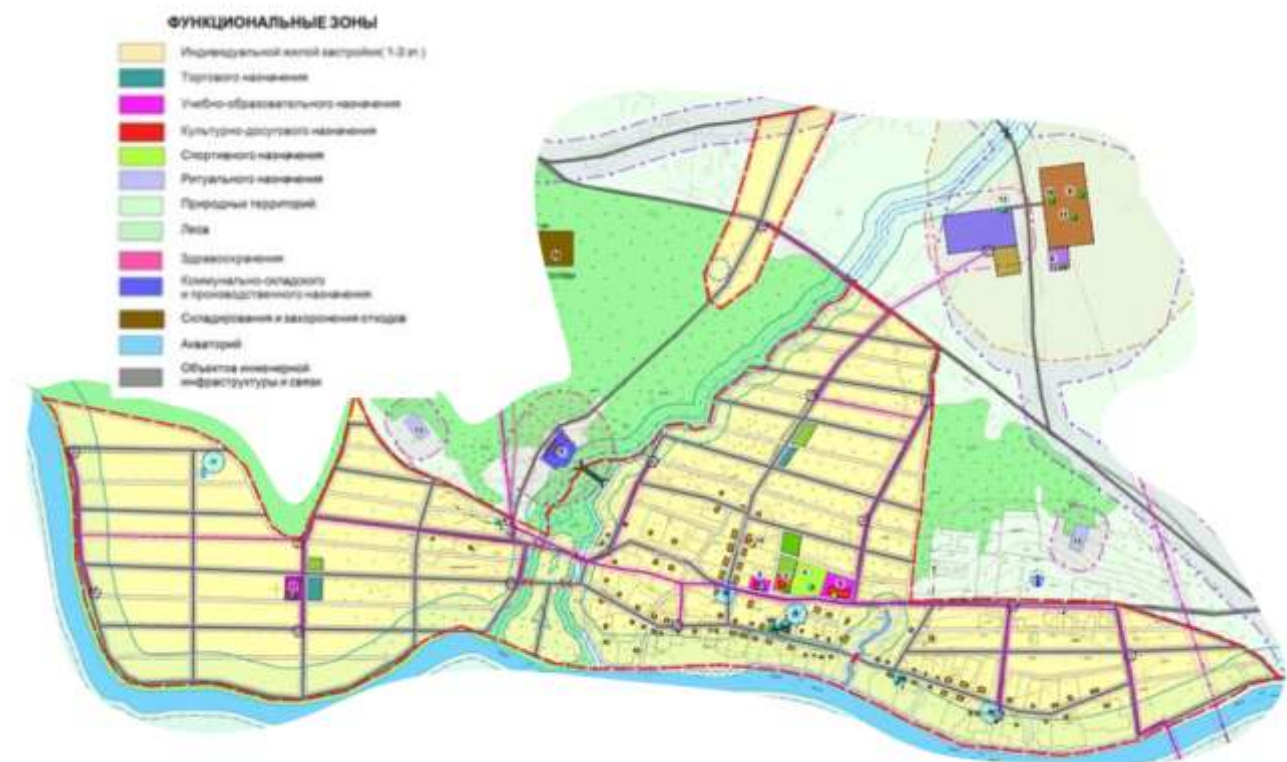 ФУНКЦИОНАЛЬНЫЕ ЗОНЫ
Индивидуальной жилой застройки( 1-3 эт.)
Торгового назначения
Учебно-образовательного назначения
Культурно-досугового назначения
Спортивного назначения
Ритуального назначения
Природных территорий
Леса
Здравоохранения
Коммунально-складского
и производственного назначения
Складирования и захоронения отходов
Акваторий
Объектов инженерной
инфраструктуры и связи